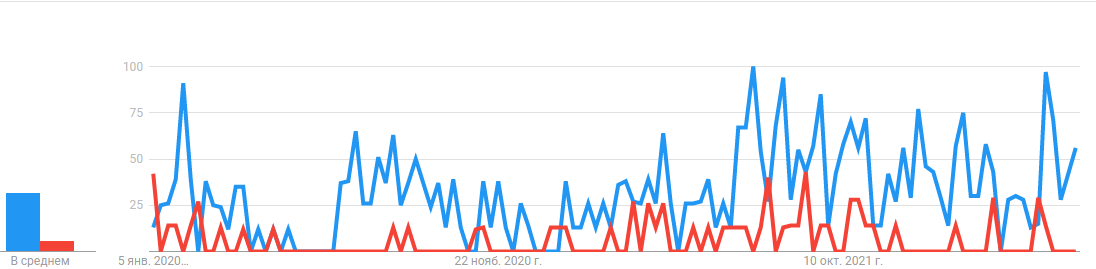 100
75
50
25
В среднем
5 янв. 2020…
22 нояб. 2020 г.
10 окт. 2021 г.